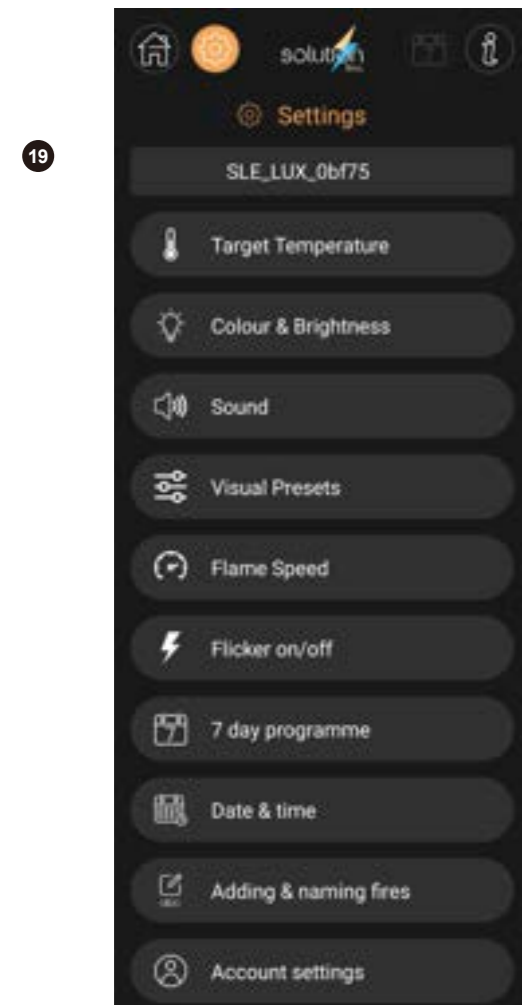 solution
Settings
19
SLE_LUX_0bf75
Target Temperature
Colour & Brightness
Sound
Visual Presets
Flame Speed
Flicker on/off
7
7 day programme
Date & time
Adding & naming fires
Account settings